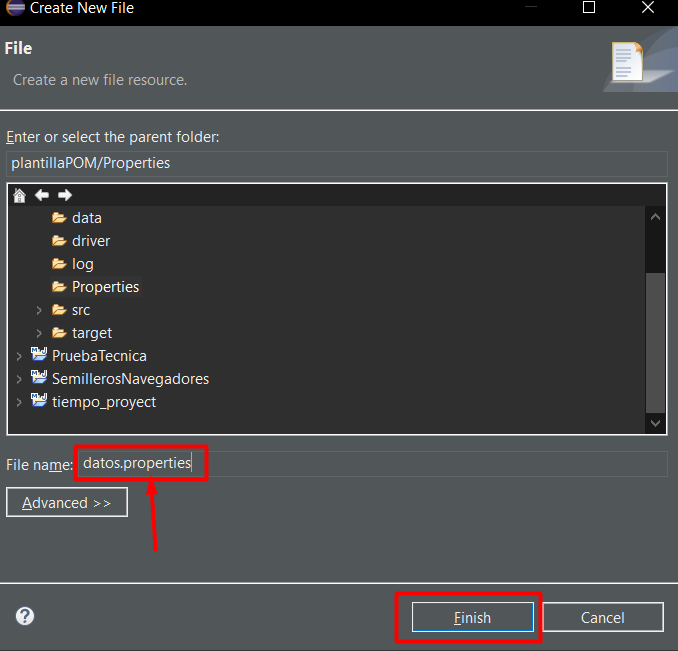 Create New File
File
Create a new file resource.
Enter or select the parent folder:
plantillaPOM/Properties
data
driver
log
Properties
src
target
PruebaTecnica
SemillerosNavegadores
tiempo_proyect
File name: datos.properties
Advanced >>
Finish Cancel